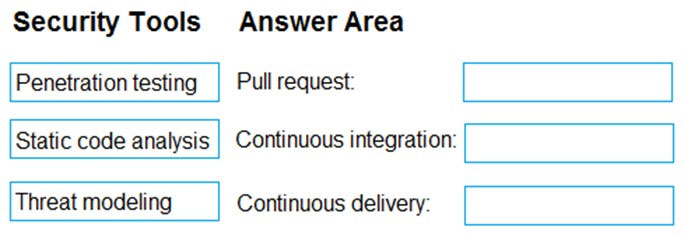 Security Tools Answer Area
Penetration testing Pull request:
Static code analysis Continuous integration:
Threat modeling Continuous delivery: